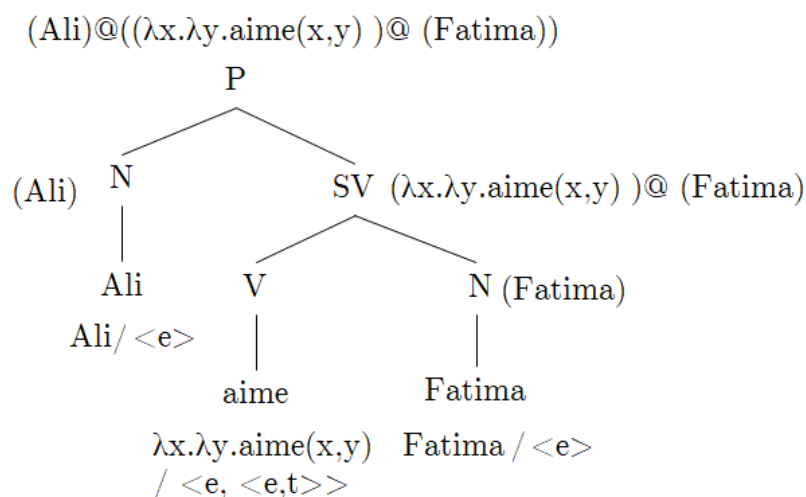 (Ali)@((λx.λy.aime(x,y) )@ (Fatima))
P
(Ali) N
SV (λx.λy.aime(x,y) )@ (Fatima)
Ali
V
N (Fatima)
Ali/ <e>
aime
Fatima
λx.λy.aime(x,y)
/ <e, <e,t>>
Fatima / <e>